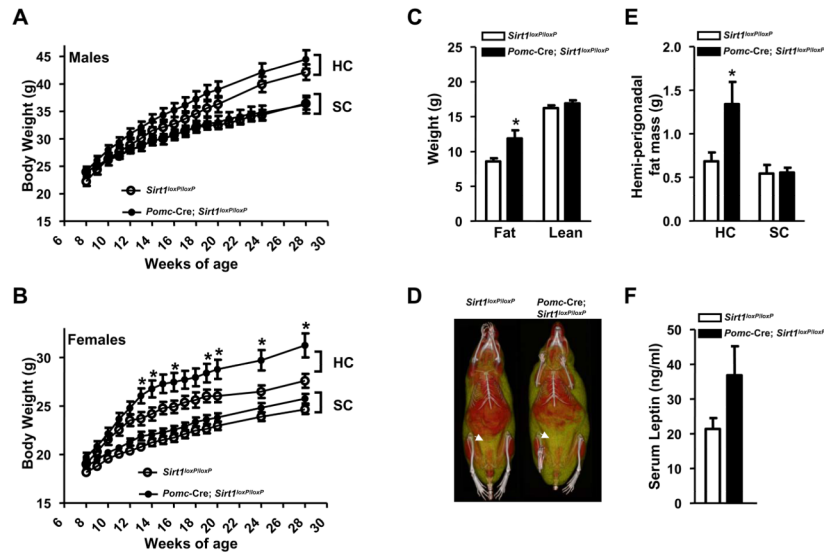 A
Males
Body Weight (g)
45
40
35
30
25
20
15
HC
SC
Sirt1loxP/loxP
Pomc-Cre; Sirt1loxP/loxP
6 8 10 12 14 16 18 20 22 24 26 28 30
Weeks of age
B
Females
Body Weight (g)
30
25
20
15
* * * * * * *
HC
SC
Sirt1loxP/loxP
Pomc-Cre; Sirt1loxP/loxP
6 8 10 12 14 16 18 20 22 24 26 28 30
Weeks of age
C
Sirt1loxP/loxP
Pomc-Cre; Sirt1loxP/loxP
Weight (g)
25
20
15
10
5
0
*
Fat Lean
D
Sirt1loxP/loxP
Pomc-Cre;
Sirt1loxP/loxP
E
Sirt1loxP/loxP
Pomc-Cre; Sirt1loxP/loxP
Hemi-perigonadal
fat mass (g)
2.0
1.5
1.0
0.5
0.0
*
HC SC
F
Sirt1loxP/loxP
Pomc-Cre; Sirt1loxP/loxP
Serum Leptin (ng/ml)
50
40
30
20
10
0